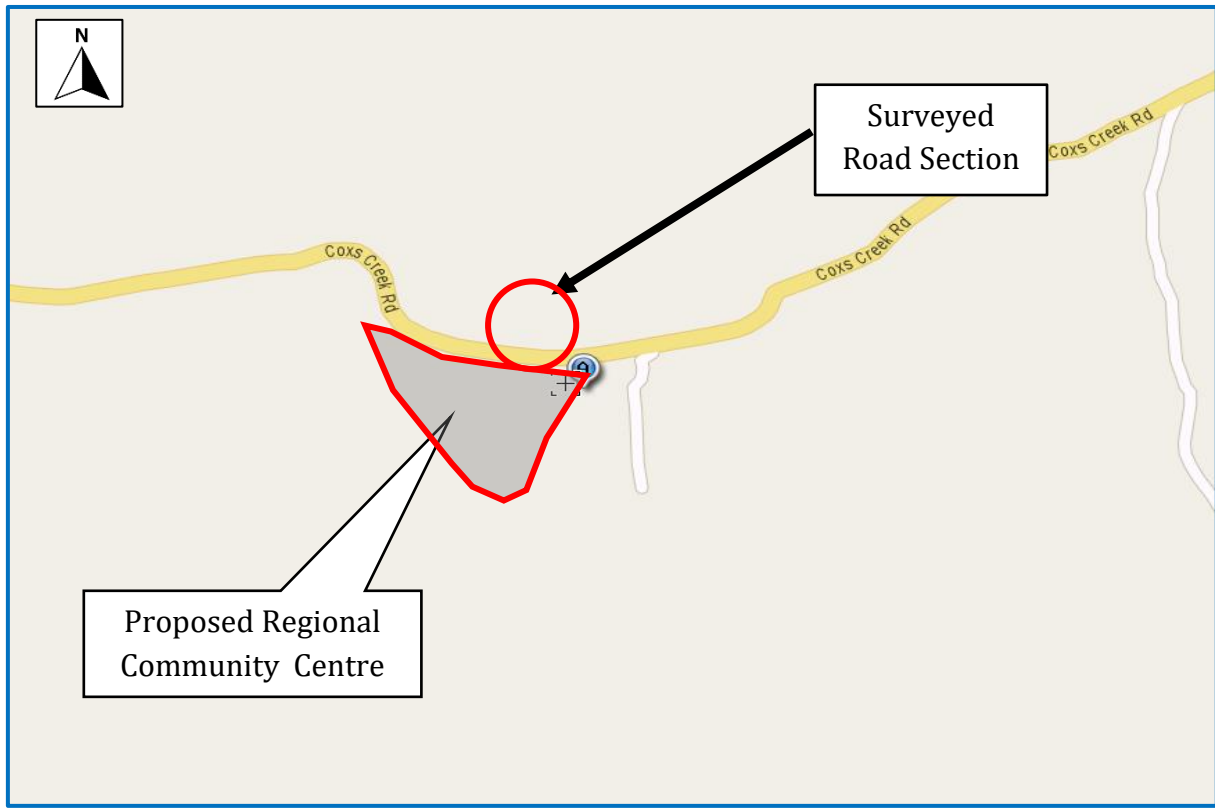 N
Surveyed
Road Section
Coxs Creek Rd
Coxs Creek Rd
Coxs Creek Rd
Proposed Regional
Community Centre